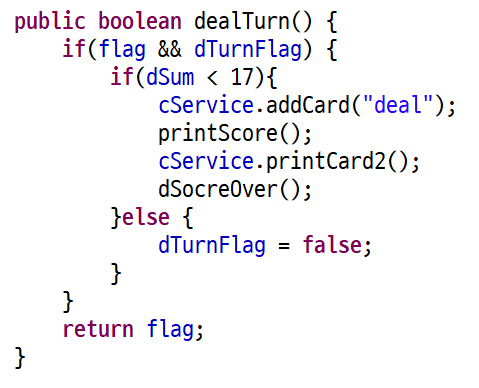 public boolean dealTurn() {
    if(flag && dTurnFlag) {
        if(dSum < 17){
            cService.addCard("deal");
            printScore();
            cService.printCard2();
            dSocreOver();
        }else {
            dTurnFlag = false;
        }
    }
    return flag;
}